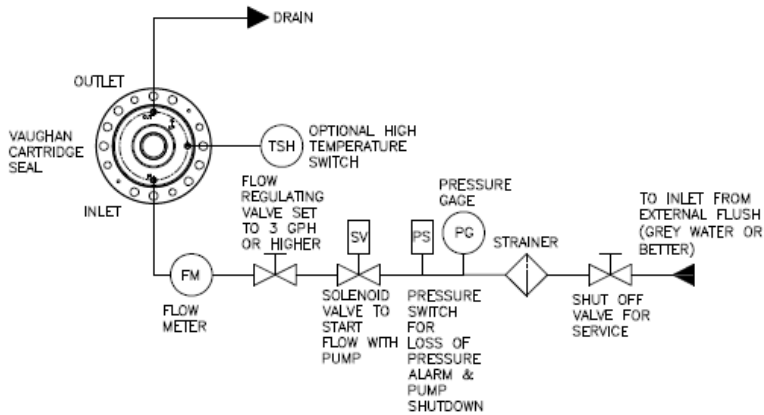 DRAIN
OUTLET
VAUGHAN
CARTRIDGE
SEAL
TSH
OPTIONAL HIGH
TEMPERATURE
SWITCH
INLET
FLOW
REGULATING
VALVE SET
TO 3 GPH
OR HIGHER
PRESSURE
GAGE
TO INLET FROM
EXTERNAL FLUSH
(GREY WATER OR
BETTER)
SV
PS
PG
STRAINER
FM
FLOW
METER
SOLENOID
VALVE TO
START
FLOW WITH
PUMP
PRESSURE
SWITCH
FOR
LOSS OF
PRESSURE
ALARM &
PUMP
SHUTDOWN
SHUT OFF
VALVE FOR
SERVICE